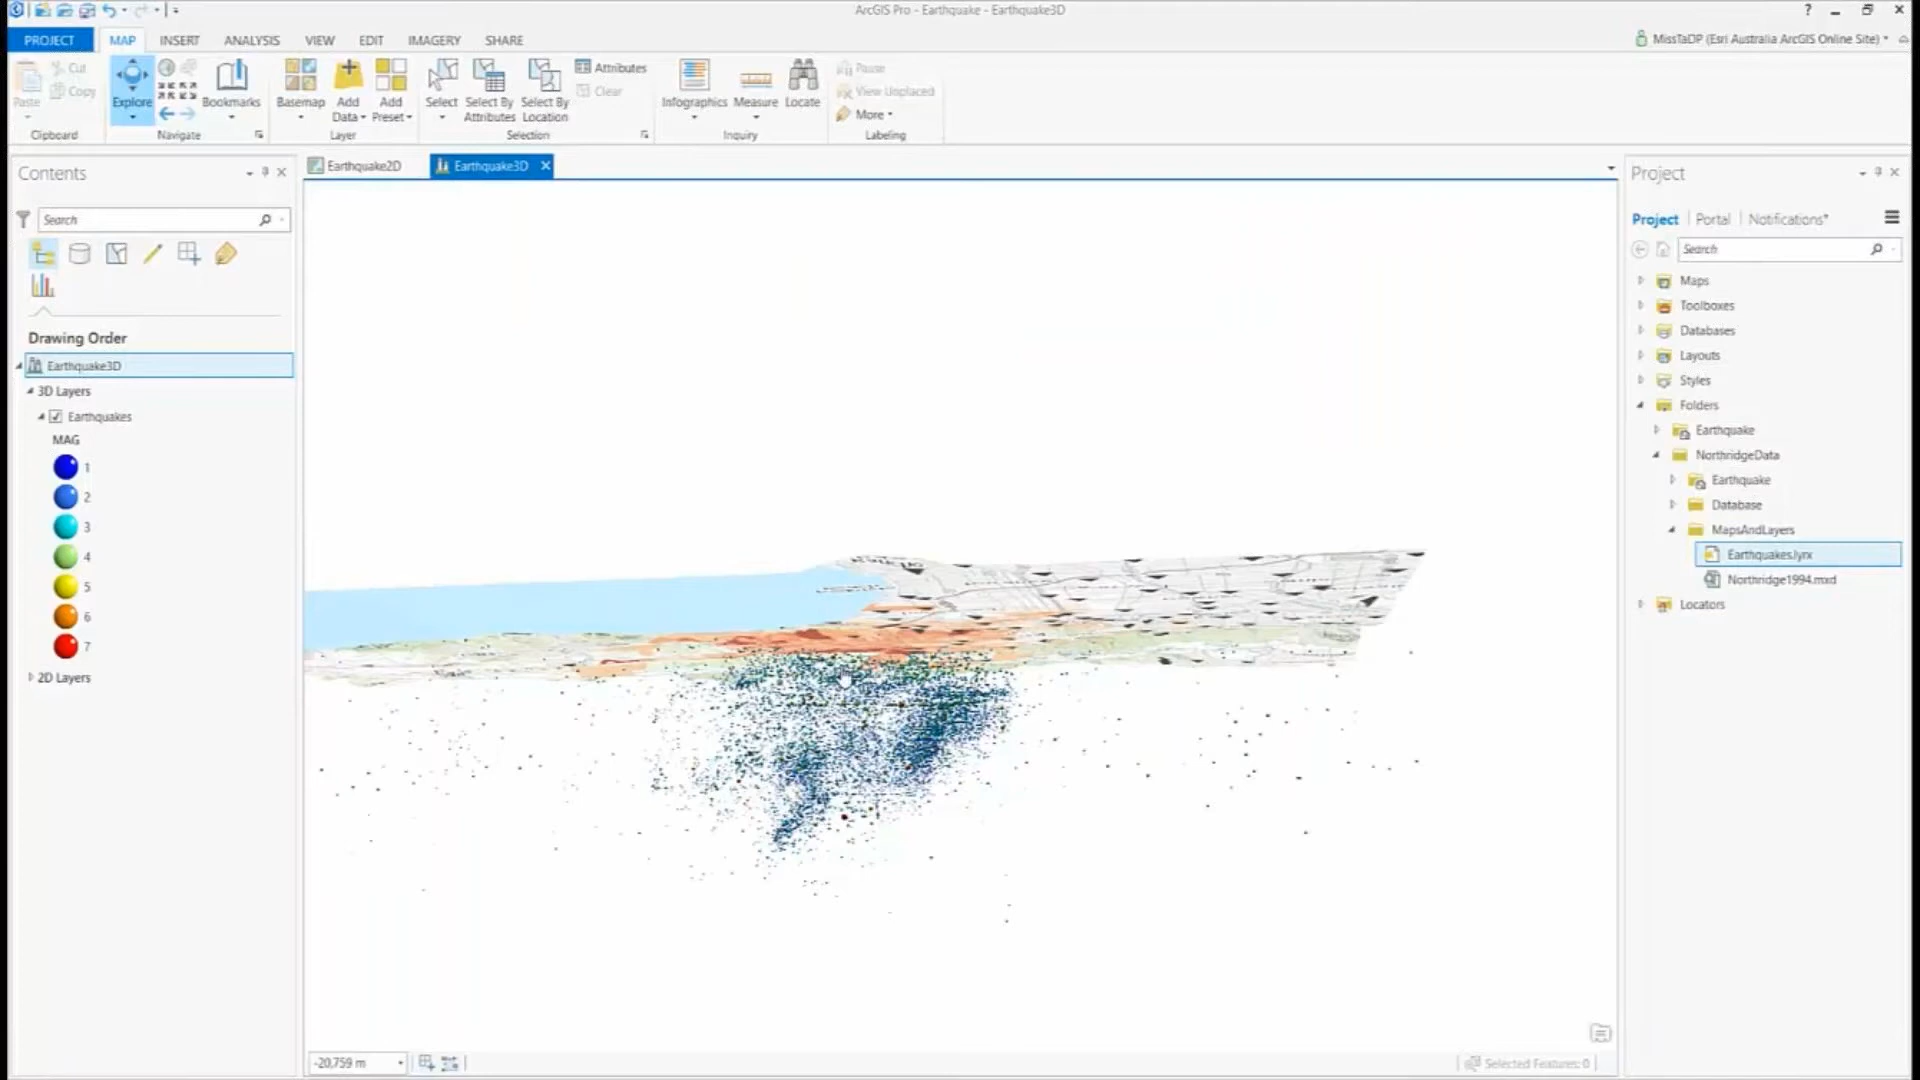 ArcGIS Pro - Earthquake - Earthquake3D
?
PROJECT MAP INSERT ANALYSIS VIEW EDIT IMAGERY SHARE
MissTaDP (Esri Australia ArcGIS Online Site)
Paste
Cut
Copy
Clipboard
Explore
Bookmarks
Navigate
Basemap
Add Data
Add Preset
Layer
Select
Select By Attributes
Select By Location
Attributes
Clear
Selection
Infographics
Measure
Locate
Inquiry
Pause
View Unplaced
More
Labeling
Contents
Search
Drawing Order
Earthquake3D
3D Layers
Earthquakes
MAG
1
2
3
4
5
6
7
2D Layers
Earthquake2D
Earthquake3D
-20,759 m
Selected Features: 0
Project
Project Portal Notifications*
Search
Maps
Toolboxes
Databases
Layouts
Styles
Folders
Earthquake
NorthridgeData
Earthquake
Database
MapsAndLayers
Earthquakes.lyrx
Northridge1994.mxd
Locators